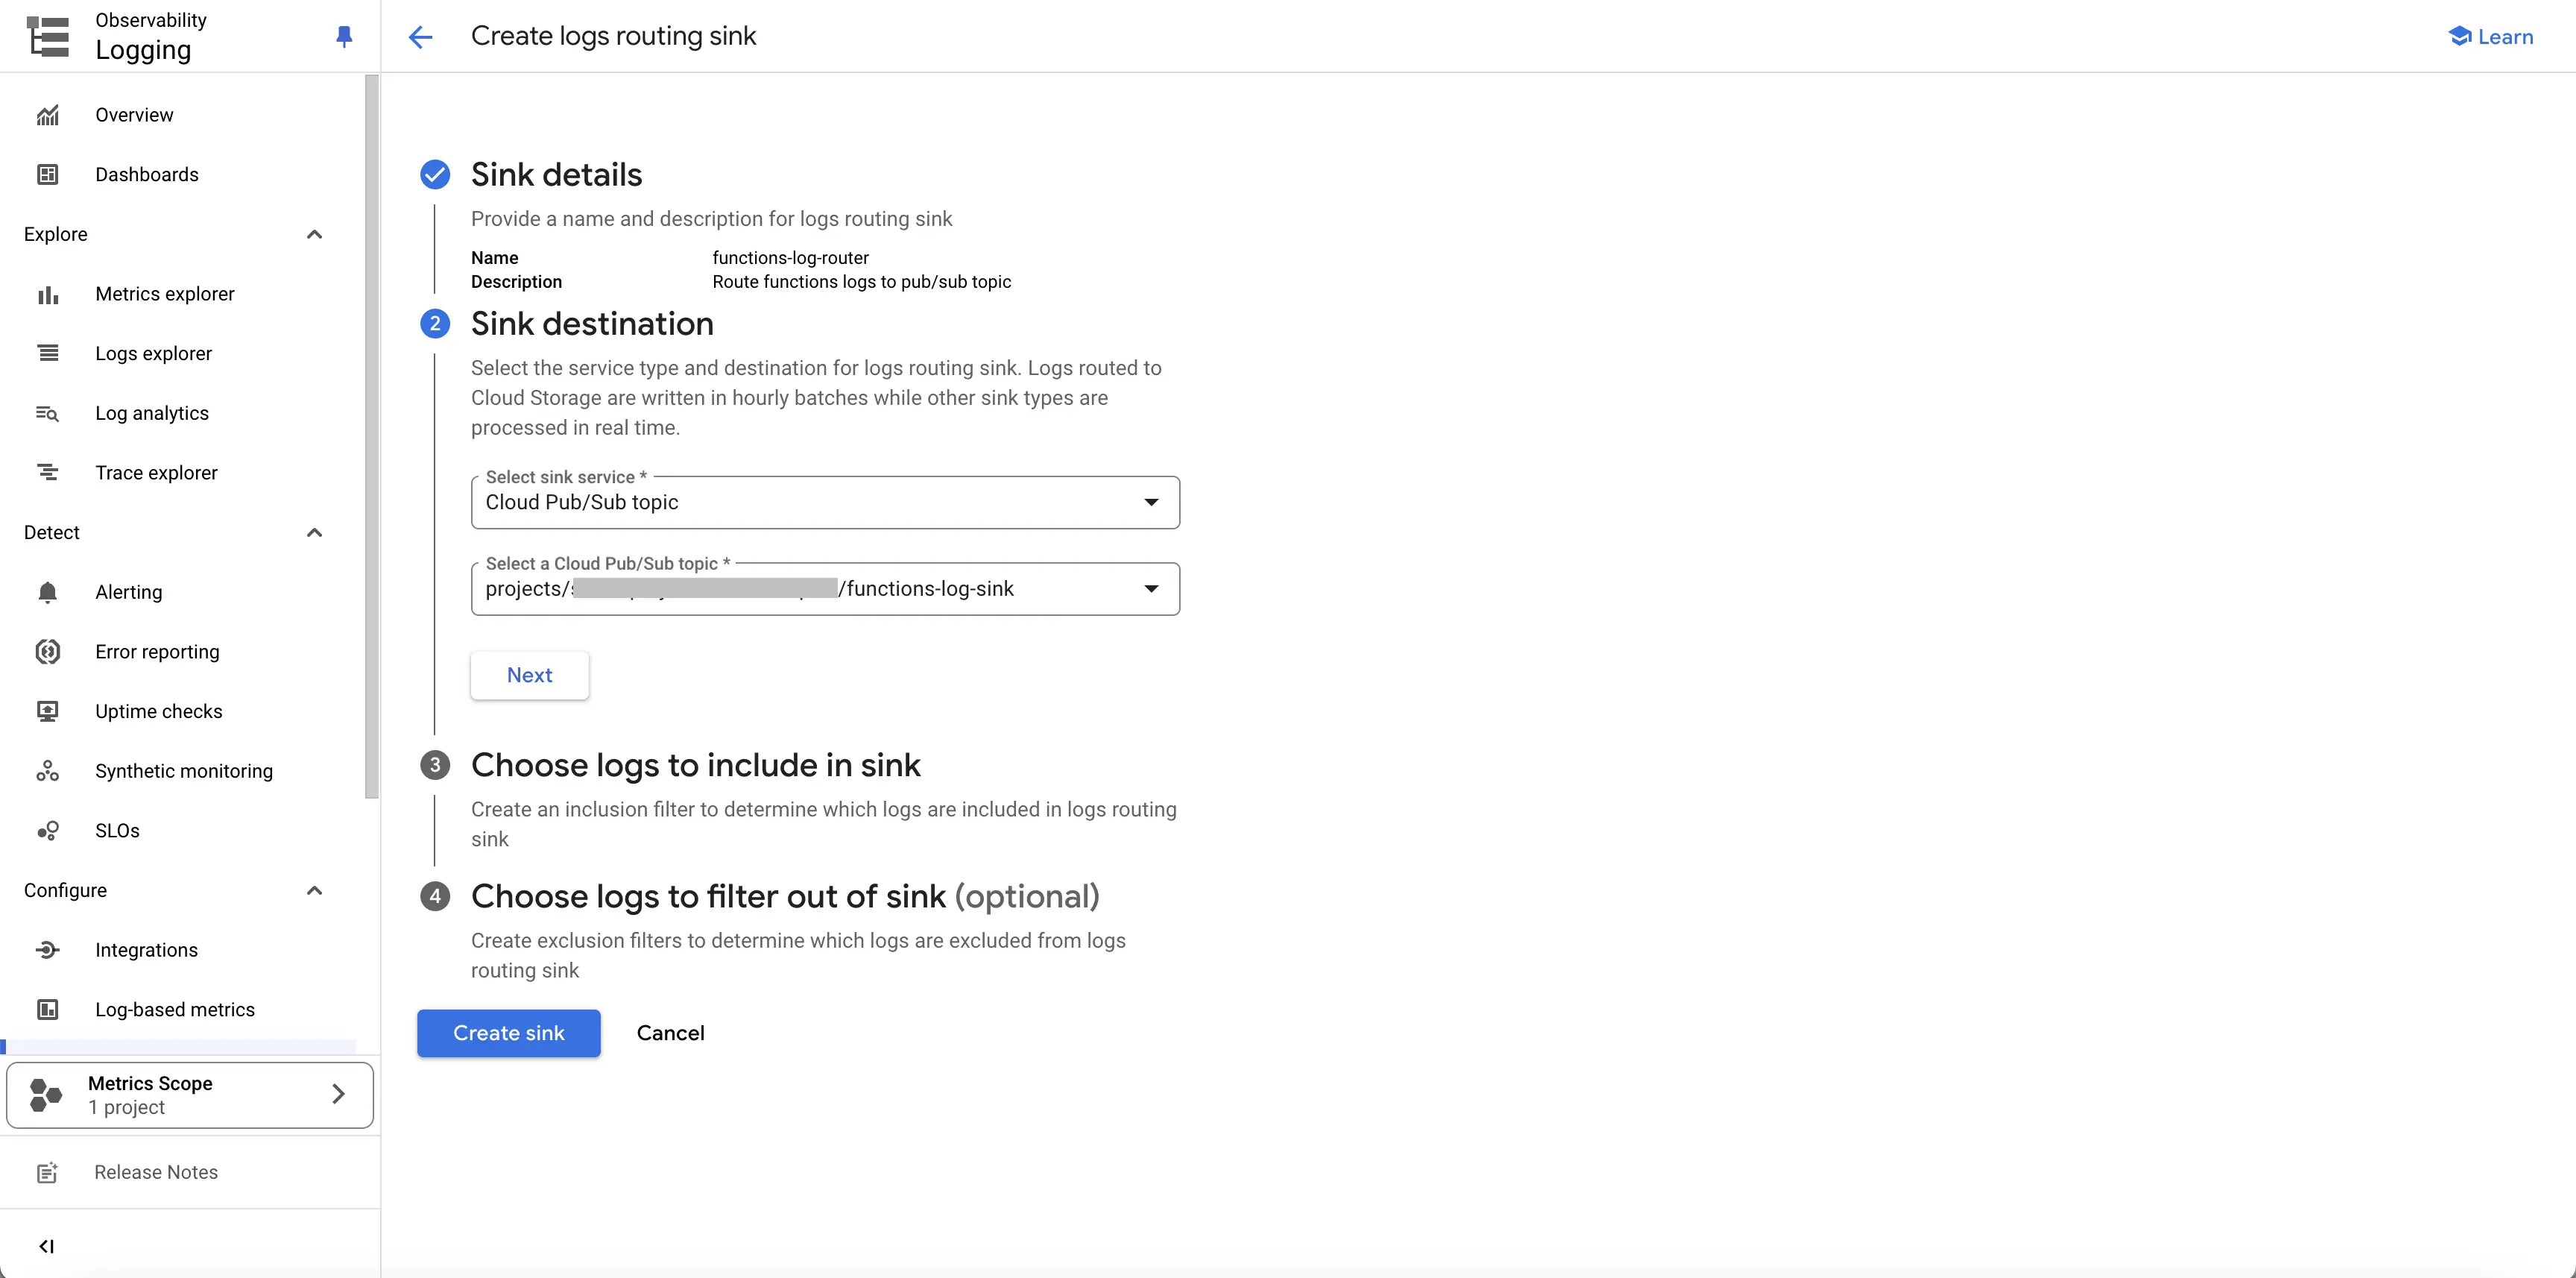 Observability
Logging
Create logs routing sink
Learn
Overview
Dashboards
Explore
Metrics explorer
Logs explorer
Log analytics
Trace explorer
Detect
Alerting
Error reporting
Uptime checks
Synthetic monitoring
SLOs
Configure
Integrations
Log-based metrics
Metrics Scope
1 project
Release Notes
Sink details
Provide a name and description for logs routing sink
Name functions-log-router
Description Route functions logs to pub/sub topic
2 Sink destination
Select the service type and destination for logs routing sink. Logs routed to
Cloud Storage are written in hourly batches while other sink types are
processed in real time.
Select sink service *
Cloud Pub/Sub topic
Select a Cloud Pub/Sub topic *
projects/ /functions-log-sink
Next
3 Choose logs to include in sink
Create an inclusion filter to determine which logs are included in logs routing
sink
4 Choose logs to filter out of sink (optional)
Create exclusion filters to determine which logs are excluded from logs
routing sink
Create sink
Cancel